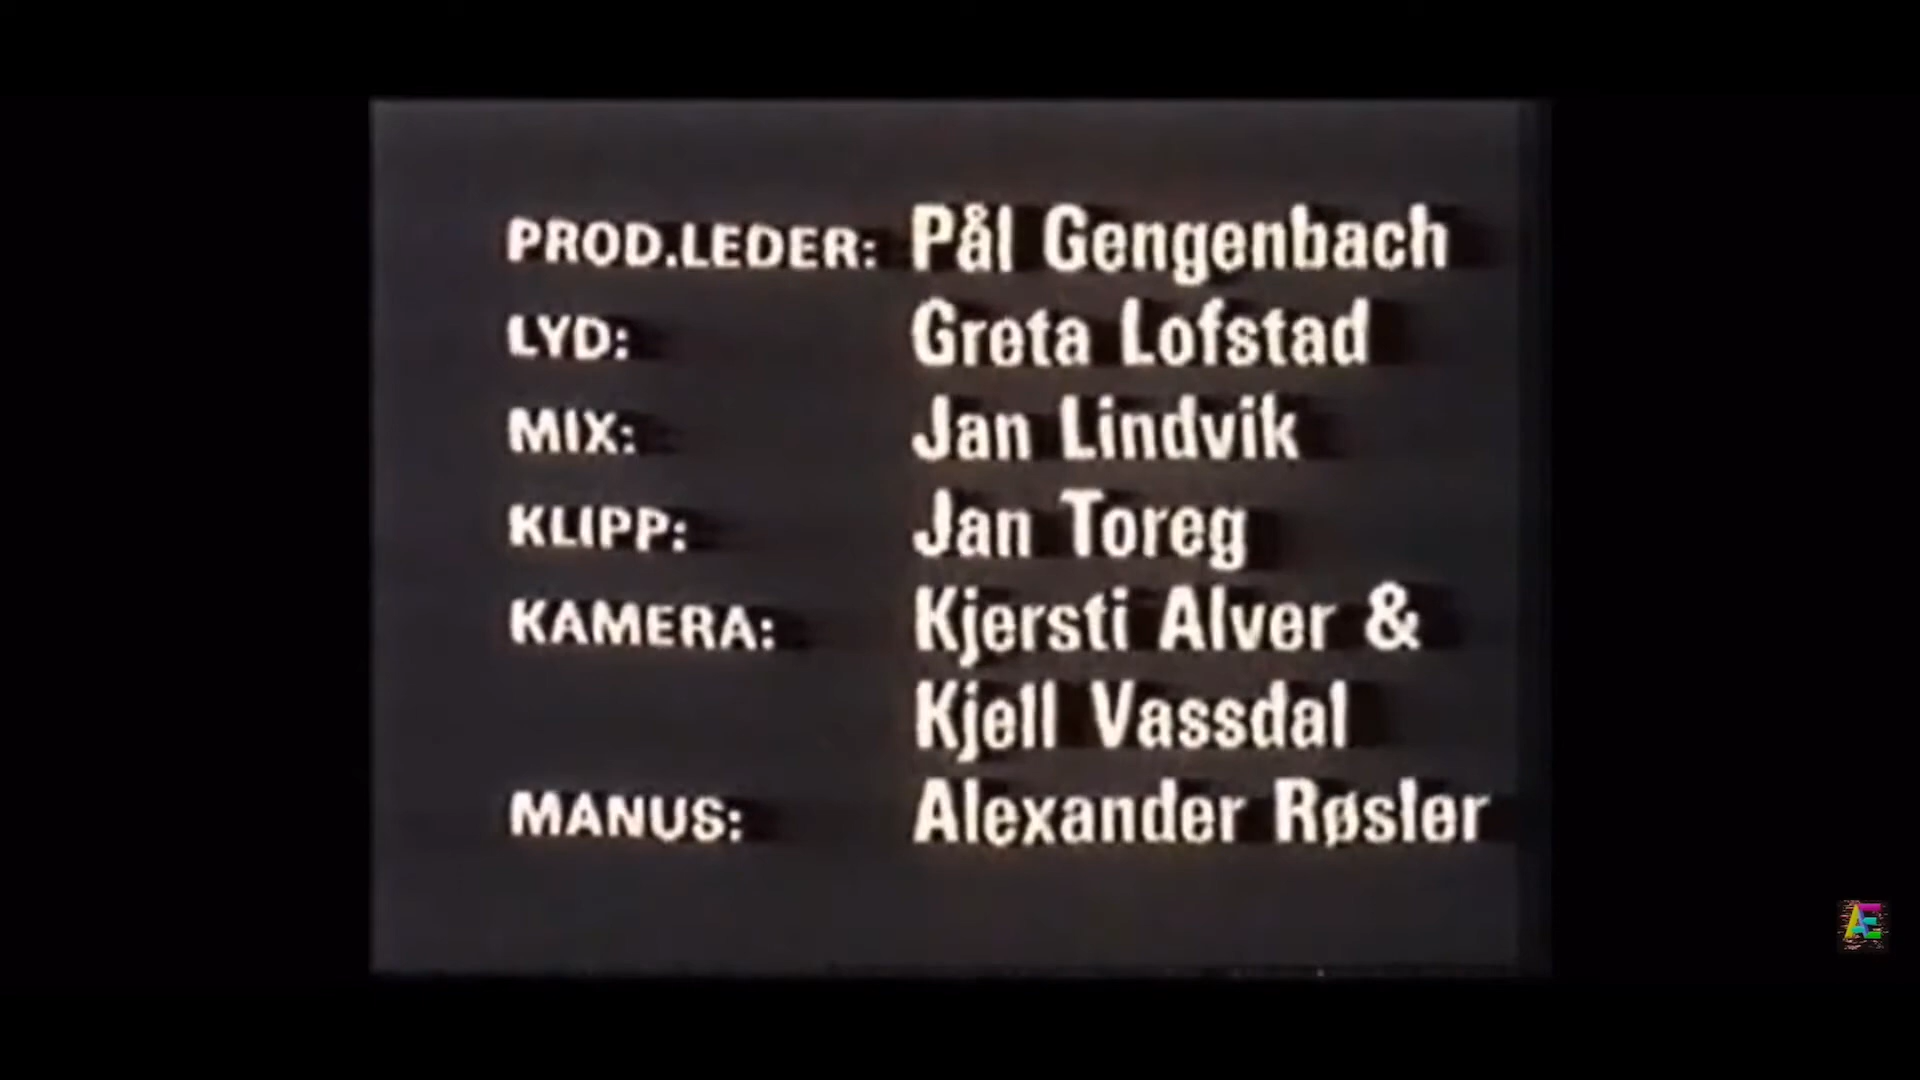 PROD.LEDER: Pål Gengenbach
LYD: Greta Lofstad
MIX: Jan Lindvik
KLIPP: Jan Toreg
KAMERA: Kjersti Alver &
Kjell Vassdal
MANUS: Alexander Røsler
Æ